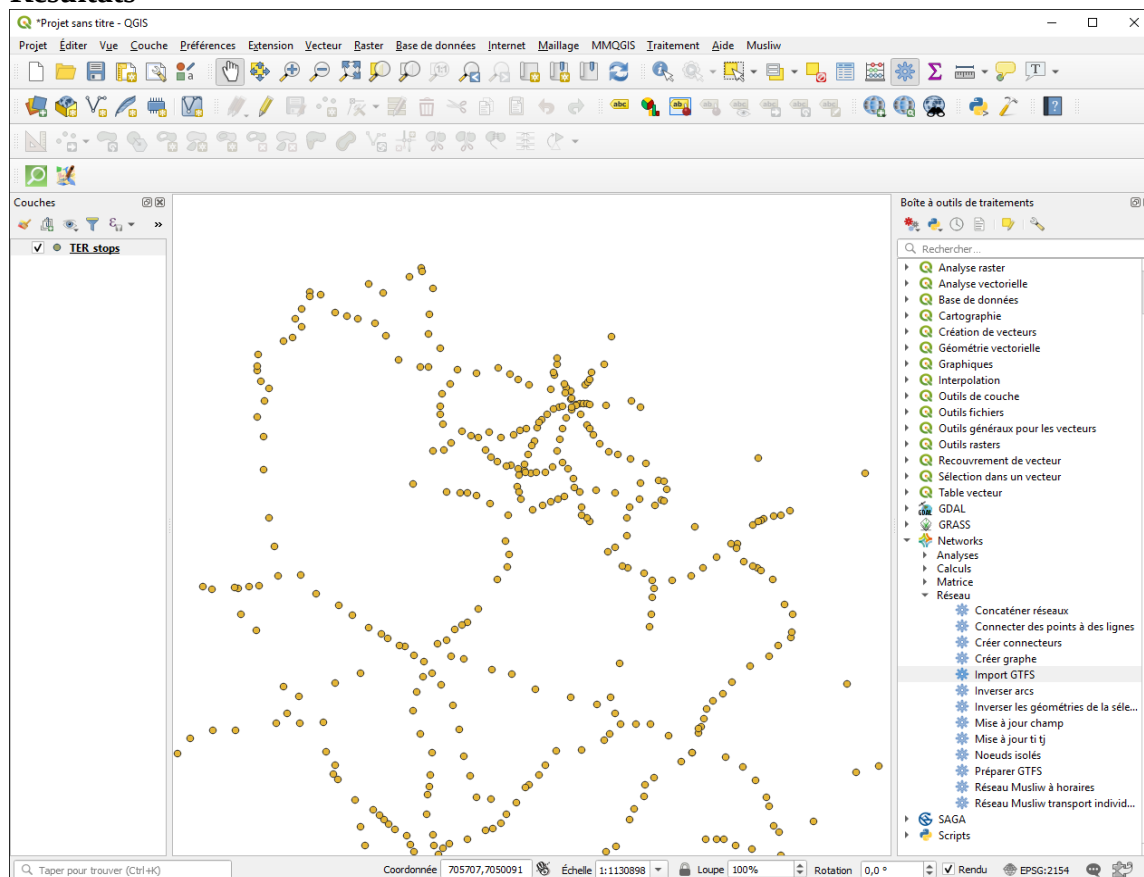 Résultats
*Projet sans titre - QGIS
Projet Éditer Vue Couche Préférences Extension Vecteur Raster Base de données Internet Maillage MMQGIS Traitement Aide Musliw
Couches
TER stops
Boîte à outils de traitements
Rechercher...
Analyse raster
Analyse vectorielle
Base de données
Cartographie
Création de vecteurs
Géométrie vectorielle
Graphiques
Interpolation
Outils de couche
Outils fichiers
Outils généraux pour les vecteurs
Outils rasters
Recouvrement de vecteur
Sélection dans un vecteur
Table vecteur
GDAL
GRASS
Networks
Analyses
Calculs
Matrice
Réseau
Concaténer réseaux
Connecter des points à des lignes
Créer connecteurs
Créer graphe
Import GTFS
Inverser arcs
Inverser les géométries de la séle...
Mise à jour champ
Mise à jour ti tj
Noeuds isolés
Préparer GTFS
Réseau Musliw à horaires
Réseau Musliw transport individ...
SAGA
Scripts
Taper pour trouver (Ctrl+K) Coordonnée 705707,7050091 Échelle 1:1130898 Loupe 100% Rotation 0,0 ° Rendu EPSG:2154